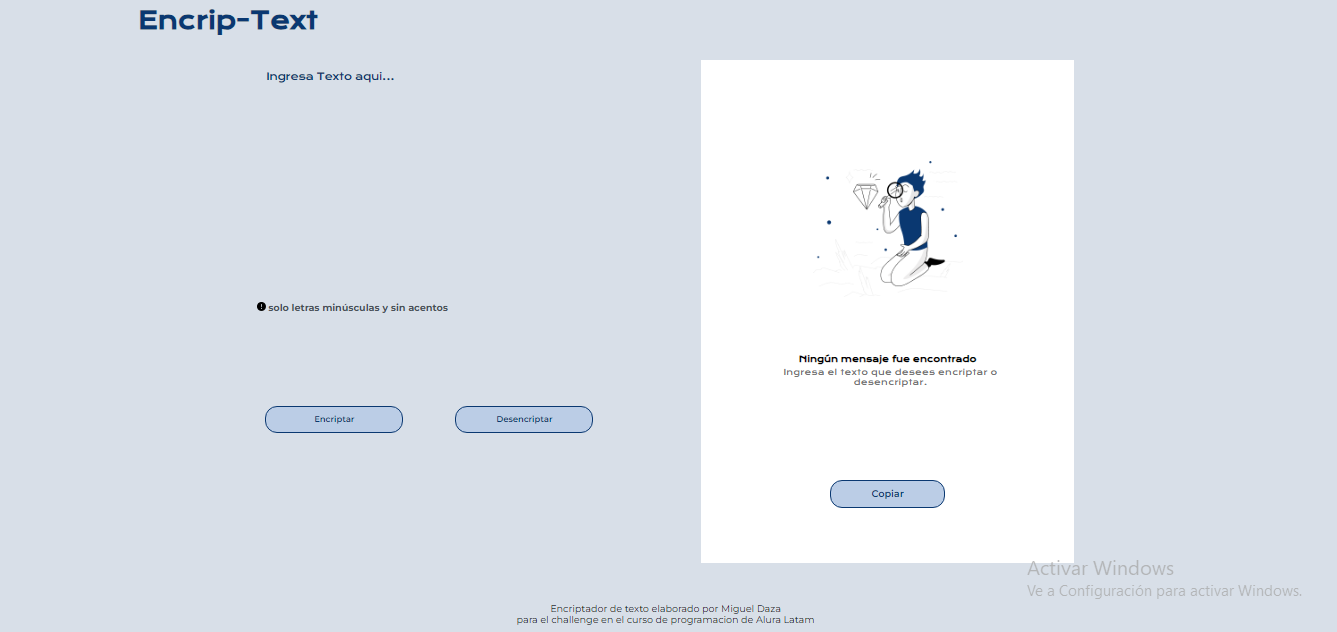 Encrip-Text
Ingresa Texto aqui...
solo letras minúsculas y sin acentos
Encriptar
Desencriptar
Ningún mensaje fue encontrado
Ingresa el texto que desees encriptar o
desencriptar.
Copiar
Activar Windows
Ve a Configuración para activar Windows.
Encriptador de texto elaborado por Miguel Daza
para el challenge en el curso de programacion de Alura Latam